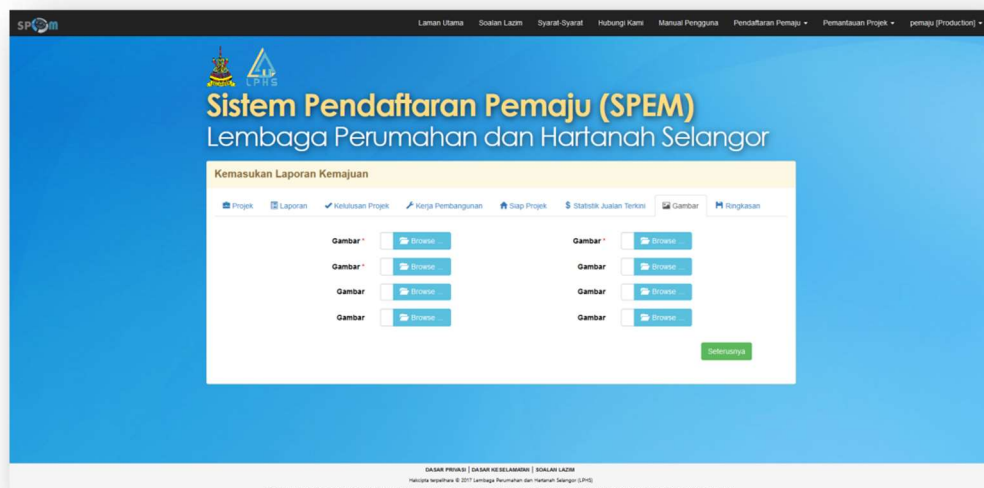 SPEM
Laman Utama Soalan Lazim Syarat-Syarat Hubungi Kami Manual Pengguna Pendaftaran Pemaju Pemantauan Projek pemaju [Production]
LPHS
Sistem Pendaftaran Pemaju (SPEM)
Lembaga Perumahan dan Hartanah Selangor
Kemasukan Laporan Kemajuan
Projek Laporan Kelulusan Projek Kerja Pembangunan Siap Projek $ Statistik Jualan Terkini Gambar Ringkasan
Gambar * Browse ... Gambar * Browse ...
Gambar * Browse ... Gambar Browse ...
Gambar Browse ... Gambar Browse ...
Gambar Browse ... Gambar Browse ...
Seterusnya
DASAR PRIVASI | DASAR KESELAMATAN | SOALAN LAZIM
Hakcipta terpelihara © 2017 Lembaga Perumahan dan Hartanah Selangor (LPHS)